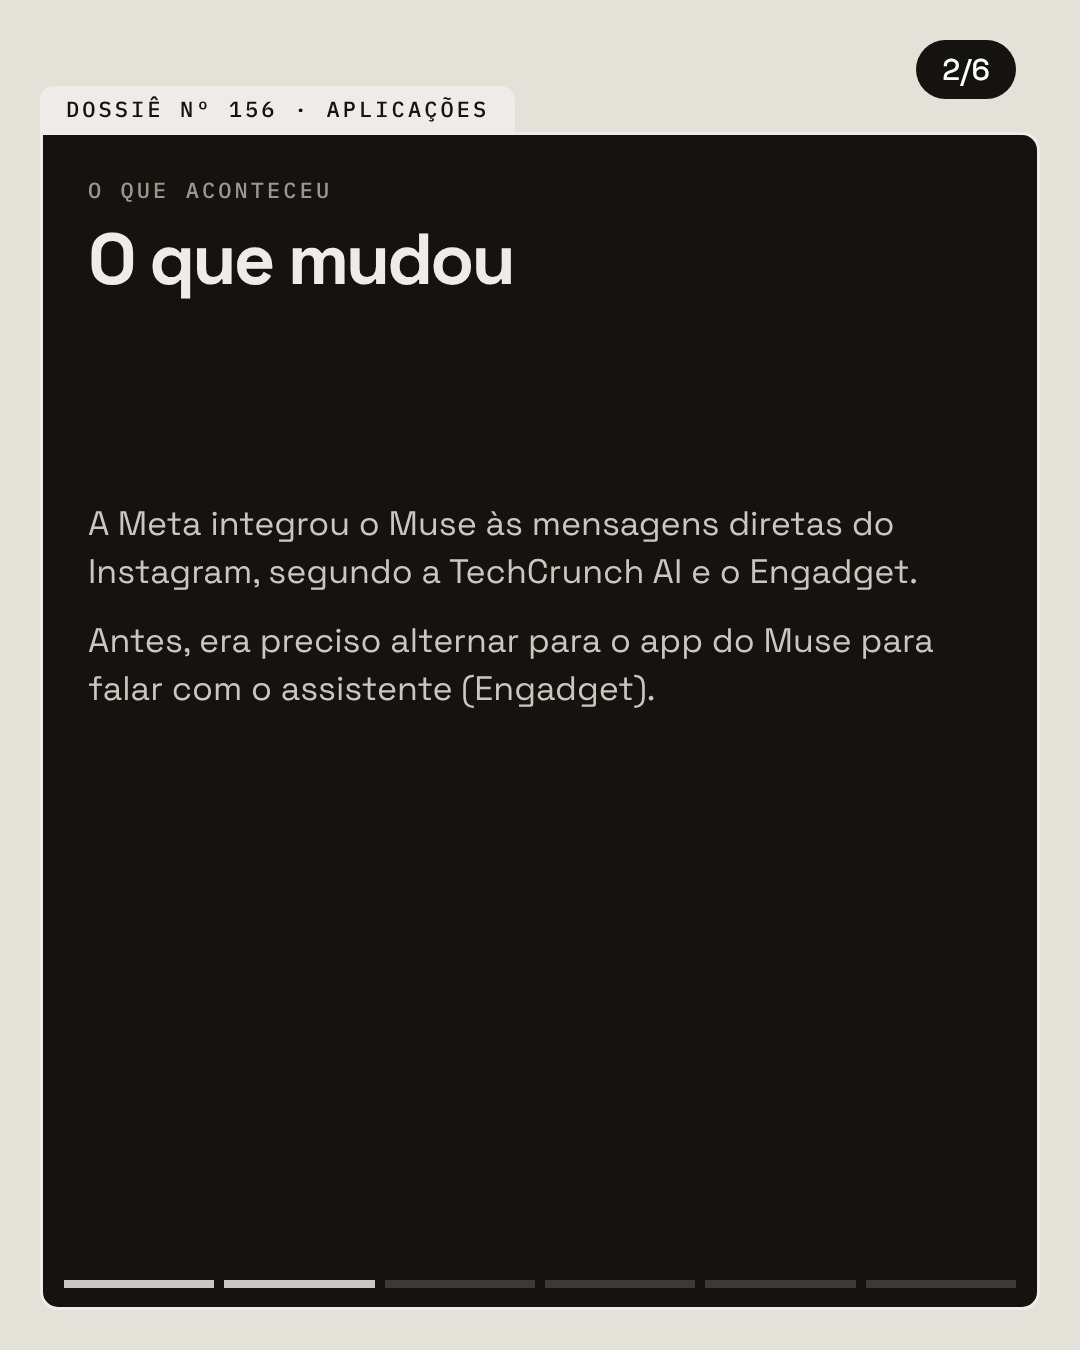 2/6
DOSSIÊ Nº 156 · APLICAÇÕES
O QUE ACONTECEU
O que mudou
A Meta integrou o Muse às mensagens diretas do
Instagram, segundo a TechCrunch AI e o Engadget.
Antes, era preciso alternar para o app do Muse para
falar com o assistente (Engadget).